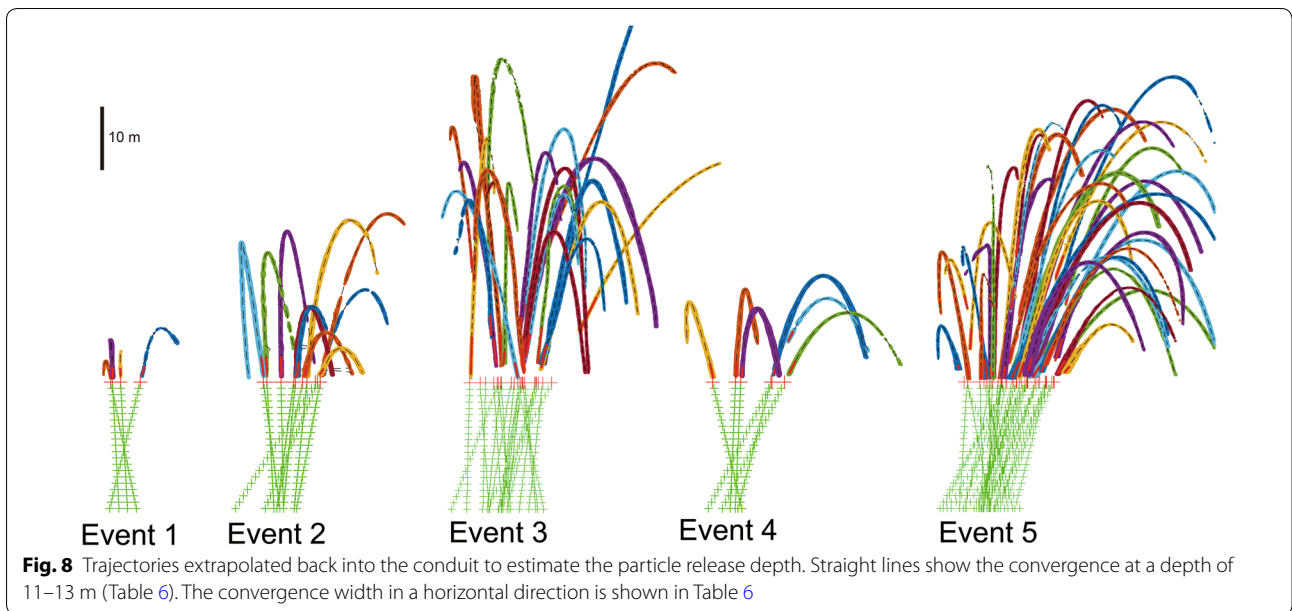 10 m
Event 1
Event 2
Event 3
Event 4
Event 5
Fig. 8 Trajectories extrapolated back into the conduit to estimate the particle release depth. Straight lines show the convergence at a depth of
11–13 m (Table 6). The convergence width in a horizontal direction is shown in Table 6